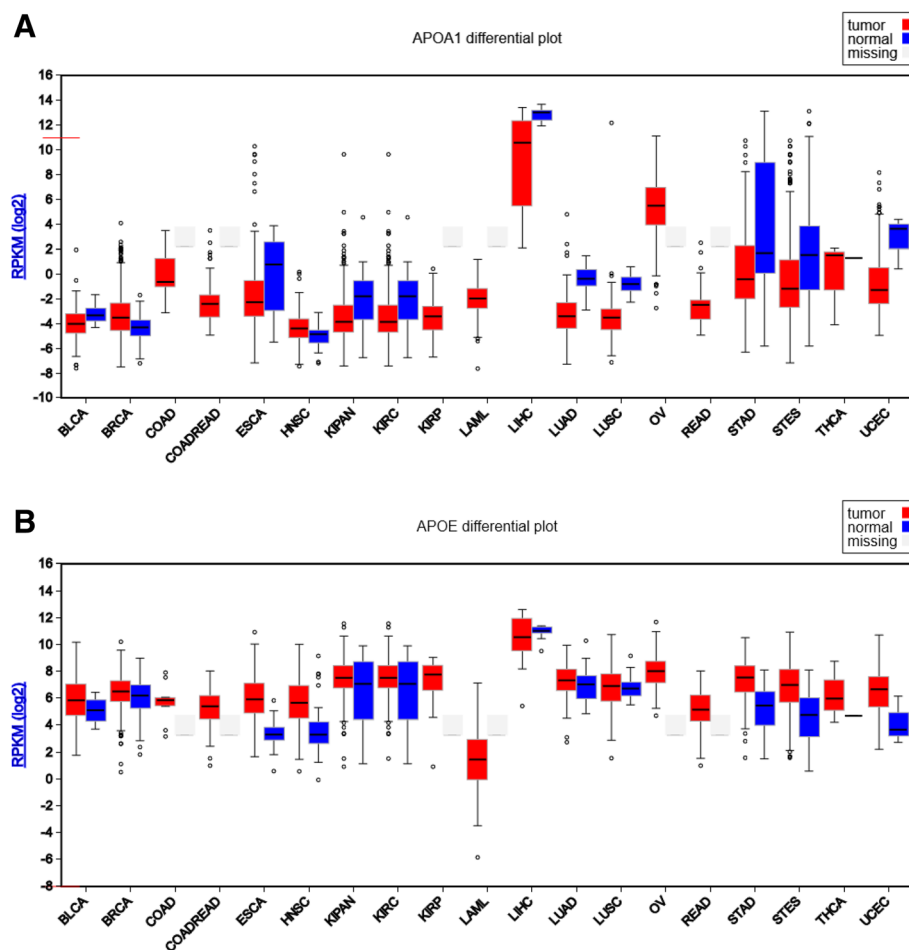 A
APOA1 differential plot
tumor
normal
missing
RPKM (log2)
16
14
12
10
8
6
4
2
0
-2
-4
-6
-8
-10
BLCA
BRCA
COAD
COADREAD
ESCA
HNSC
KIPAN
KIRC
KIRP
LAML
LIHC
LUAD
LUSC
OV
READ
STAD
STES
THCA
UCEC
B
APOE differential plot
tumor
normal
missing
RPKM (log2)
16
14
12
10
8
6
4
2
0
-2
-4
-6
-8
BLCA
BRCA
COAD
COADREAD
ESCA
HNSC
KIPAN
KIRC
KIRP
LAML
LIHC
LUAD
LUSC
OV
READ
STAD
STES
THCA
UCEC